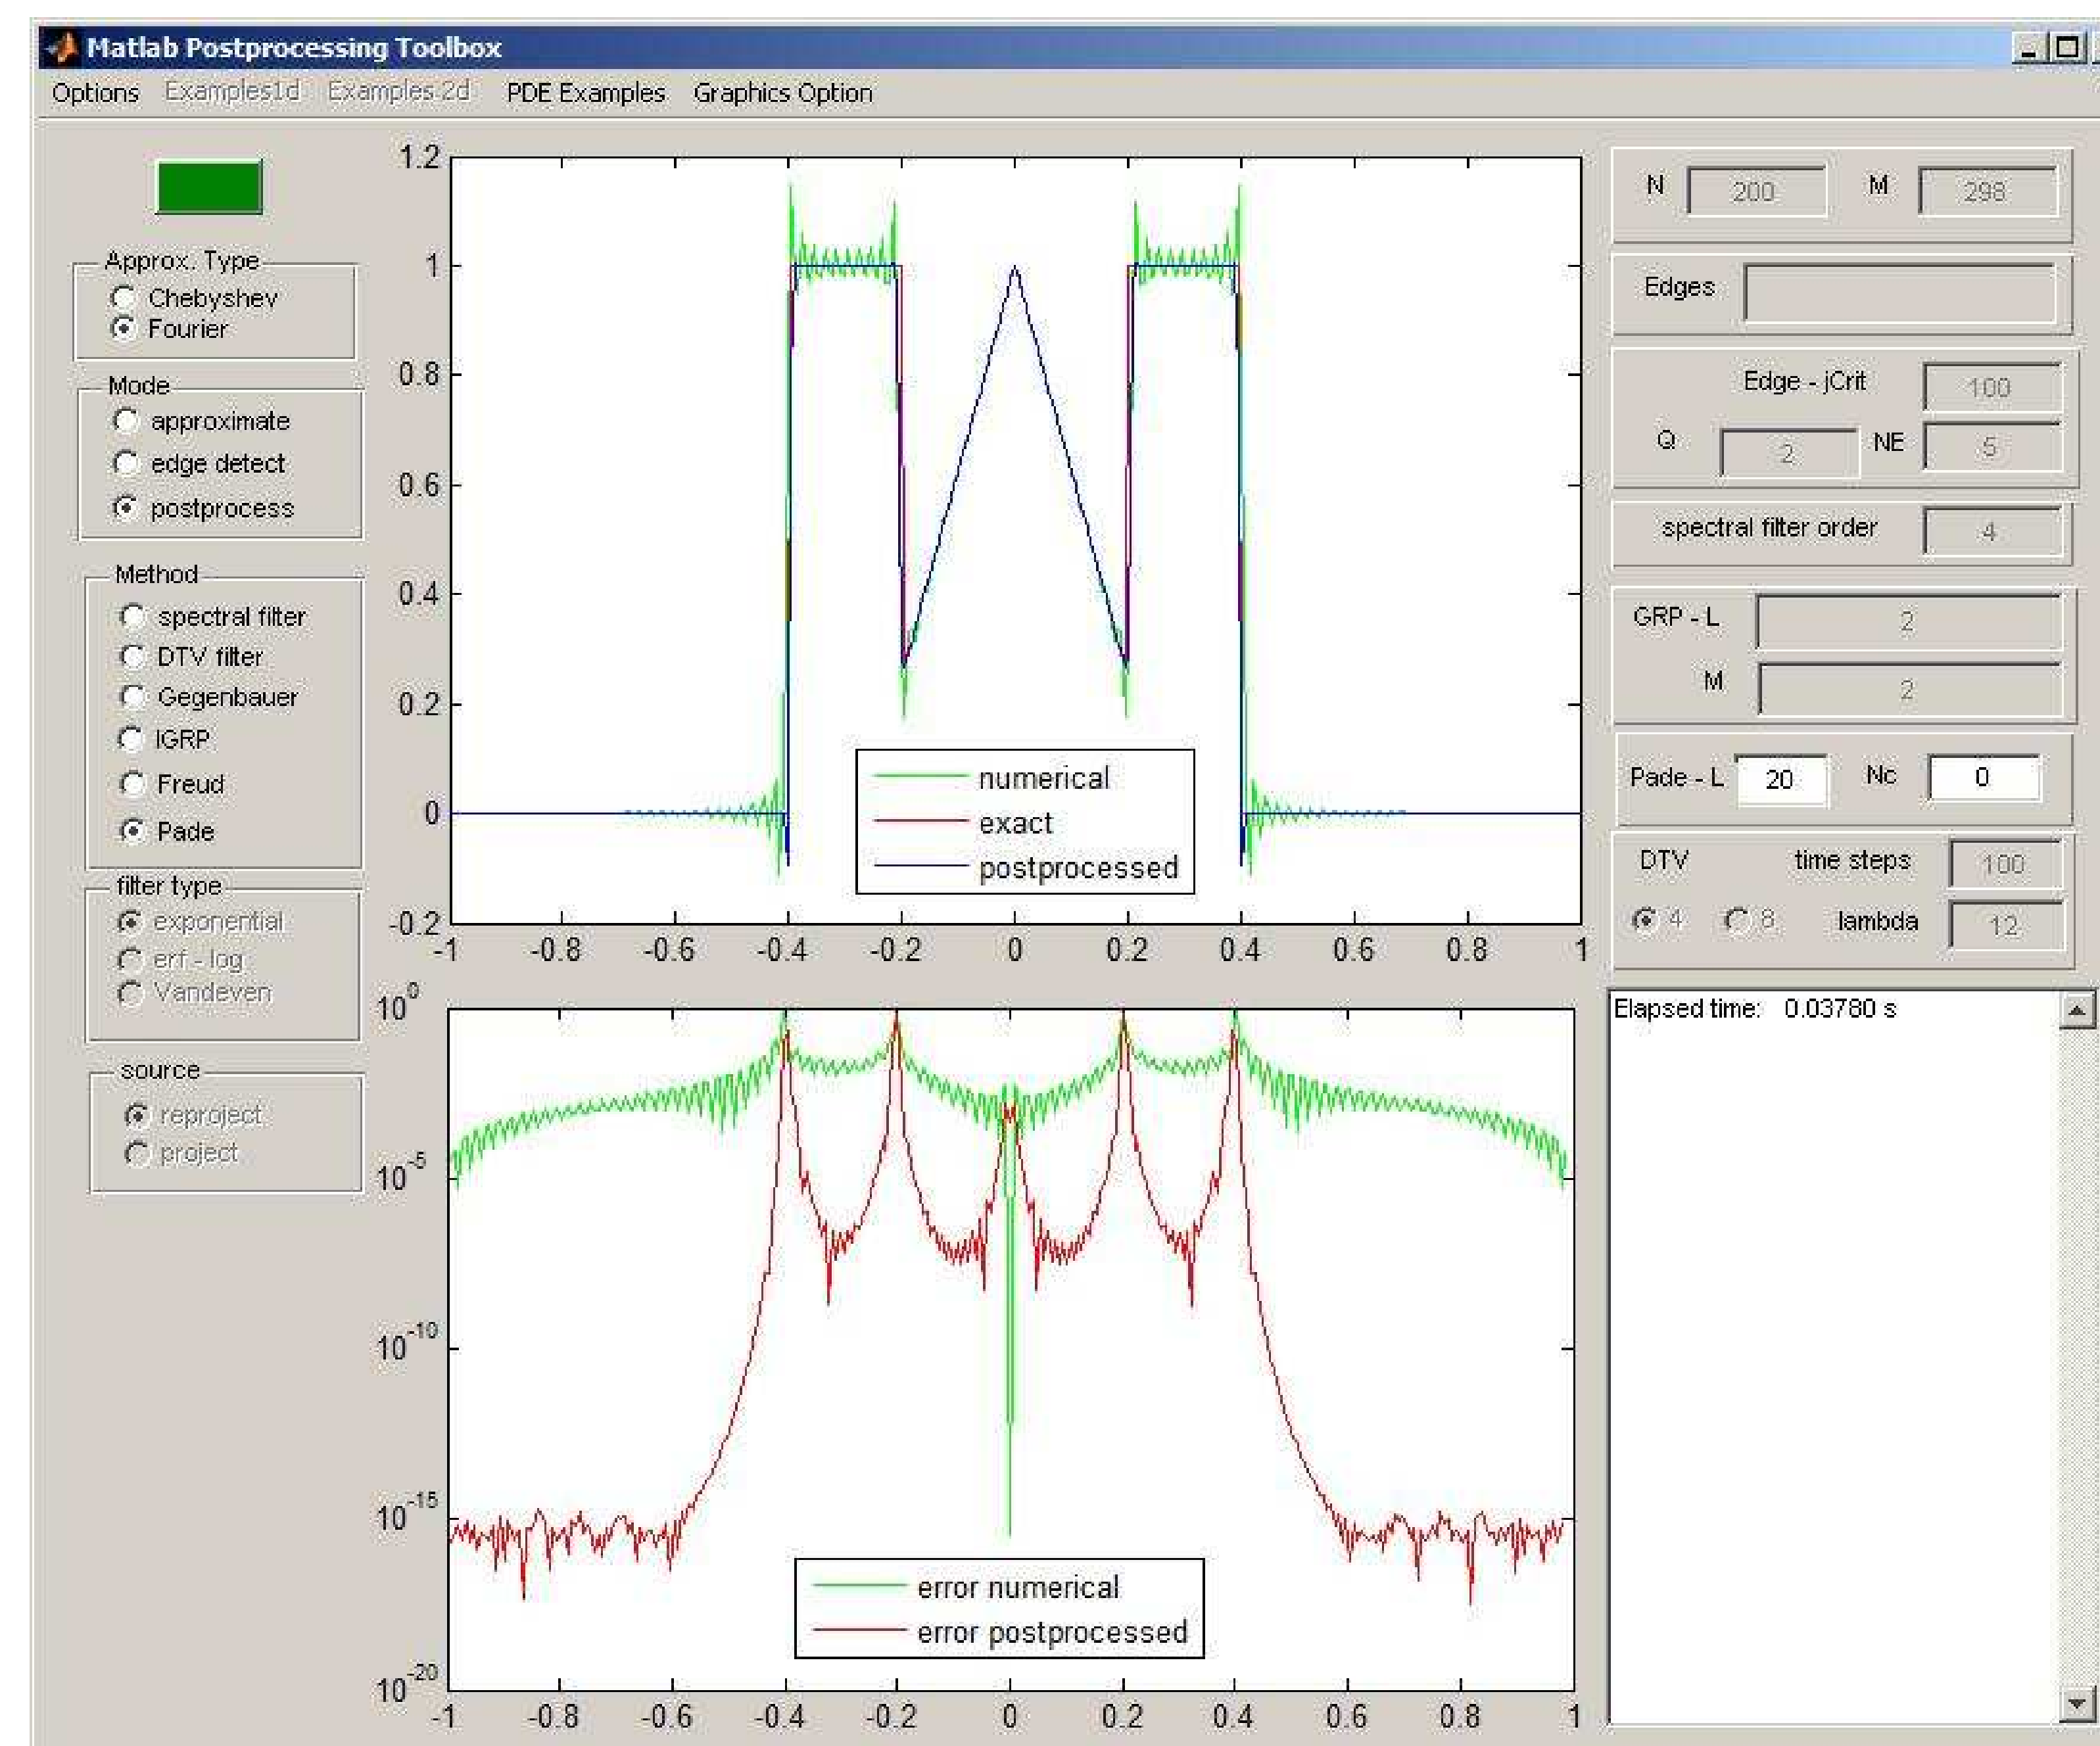 Matlab Postprocessing Toolbox
Options Examples1d Examples 2d PDE Examples Graphics Option
Approx. Type
Chebyshev
Fourier
Mode
approximate
edge detect
postprocess
Method
spectral filter
DTV filter
Gegenbauer
IGRP
Freud
Pade
filter type
exponential
erf - log
Vandeven
source
reproject
project
1.2
1
0.8
0.6
0.4
0.2
0
-0.2
-1 -0.8 -0.6 -0.4 -0.2 0 0.2 0.4 0.6 0.8 1
numerical
exact
postprocessed
10^0
10^-5
10^-10
10^-15
10^-20
-1 -0.8 -0.6 -0.4 -0.2 0 0.2 0.4 0.6 0.8 1
error numerical
error postprocessed
N 200 M 298
Edges
Edge - jCrit 100
Q 2 NE 5
spectral filter order 4
GRP - L 2
M 2
Pade - L 20 Nc 0
DTV time steps 100
4 8 lambda 12
Elapsed time: 0.03780 s